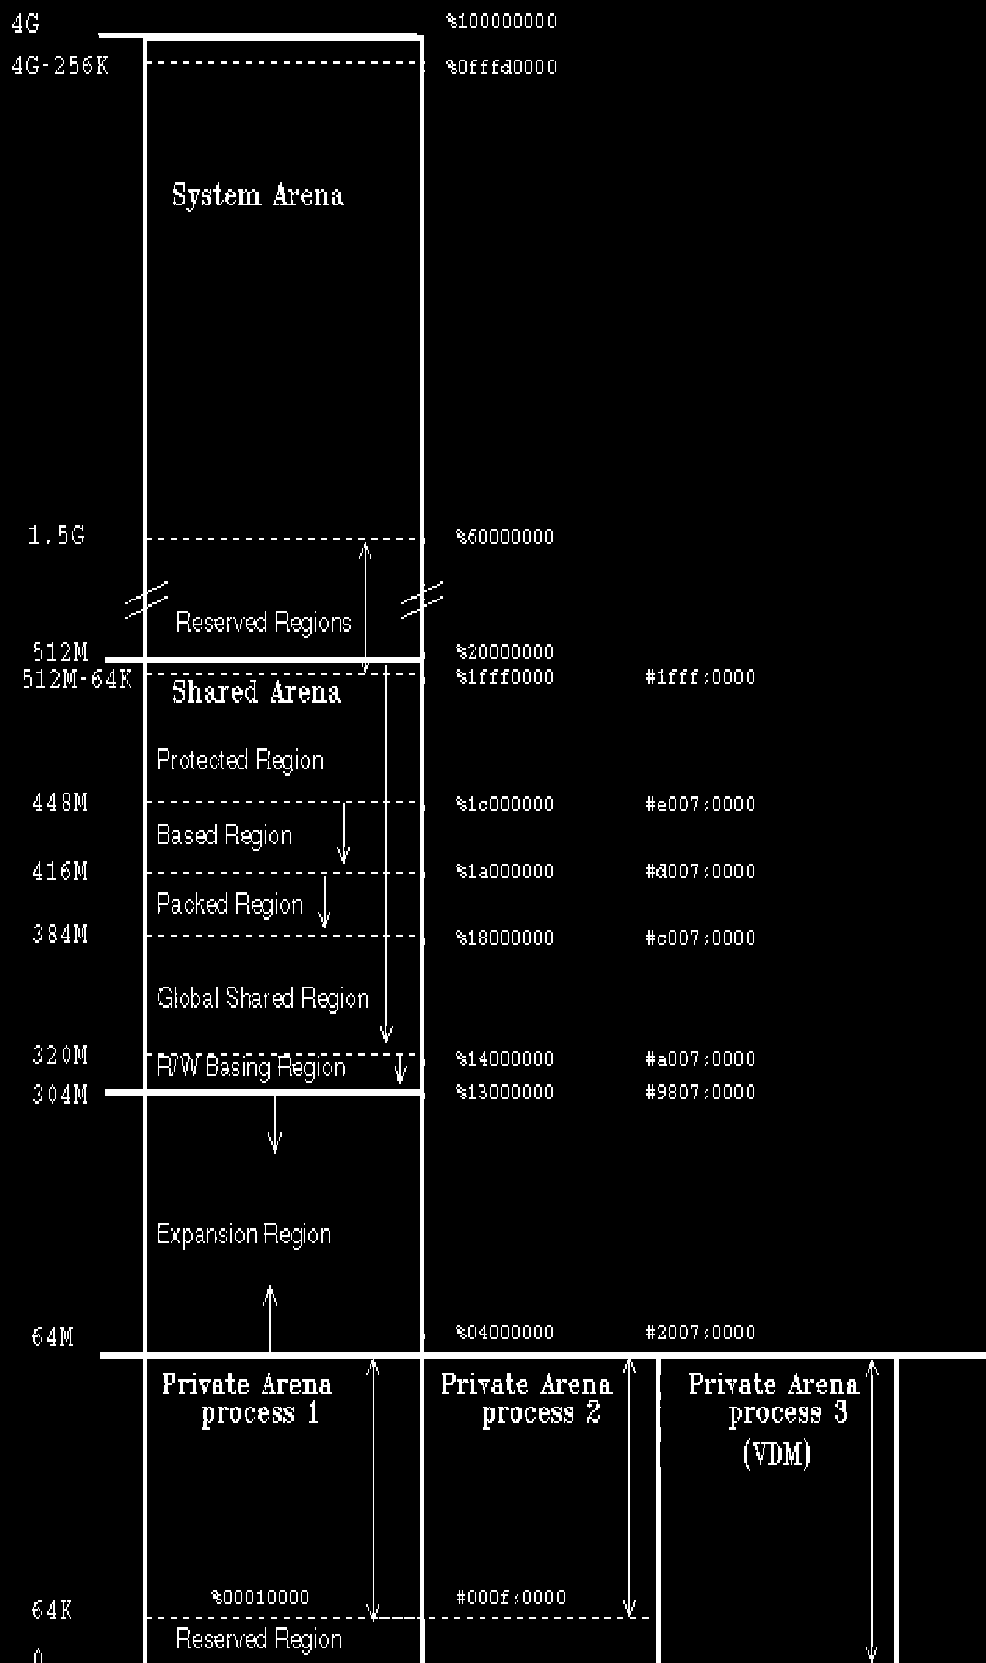 4G %100000000
4G-256K %0fffd0000
System Arena
1.5G %60000000
Reserved Regions
512M %20000000
512M-64K %1fff0000 #1fff:0000
Shared Arena
Protected Region
448M %1c000000 #e007:0000
Based Region
416M %1a000000 #d007:0000
Packed Region
384M %18000000 #c007:0000
Global Shared Region
320M %14000000 #a007:0000
R/W Basing Region
304M %13000000 #9807:0000
Expansion Region
64M %04000000 #2007:0000
Private Arena Private Arena Private Arena
process 1 process 2 process 3
(VDM)
%00010000 #000f:0000
64K
Reserved Region
0